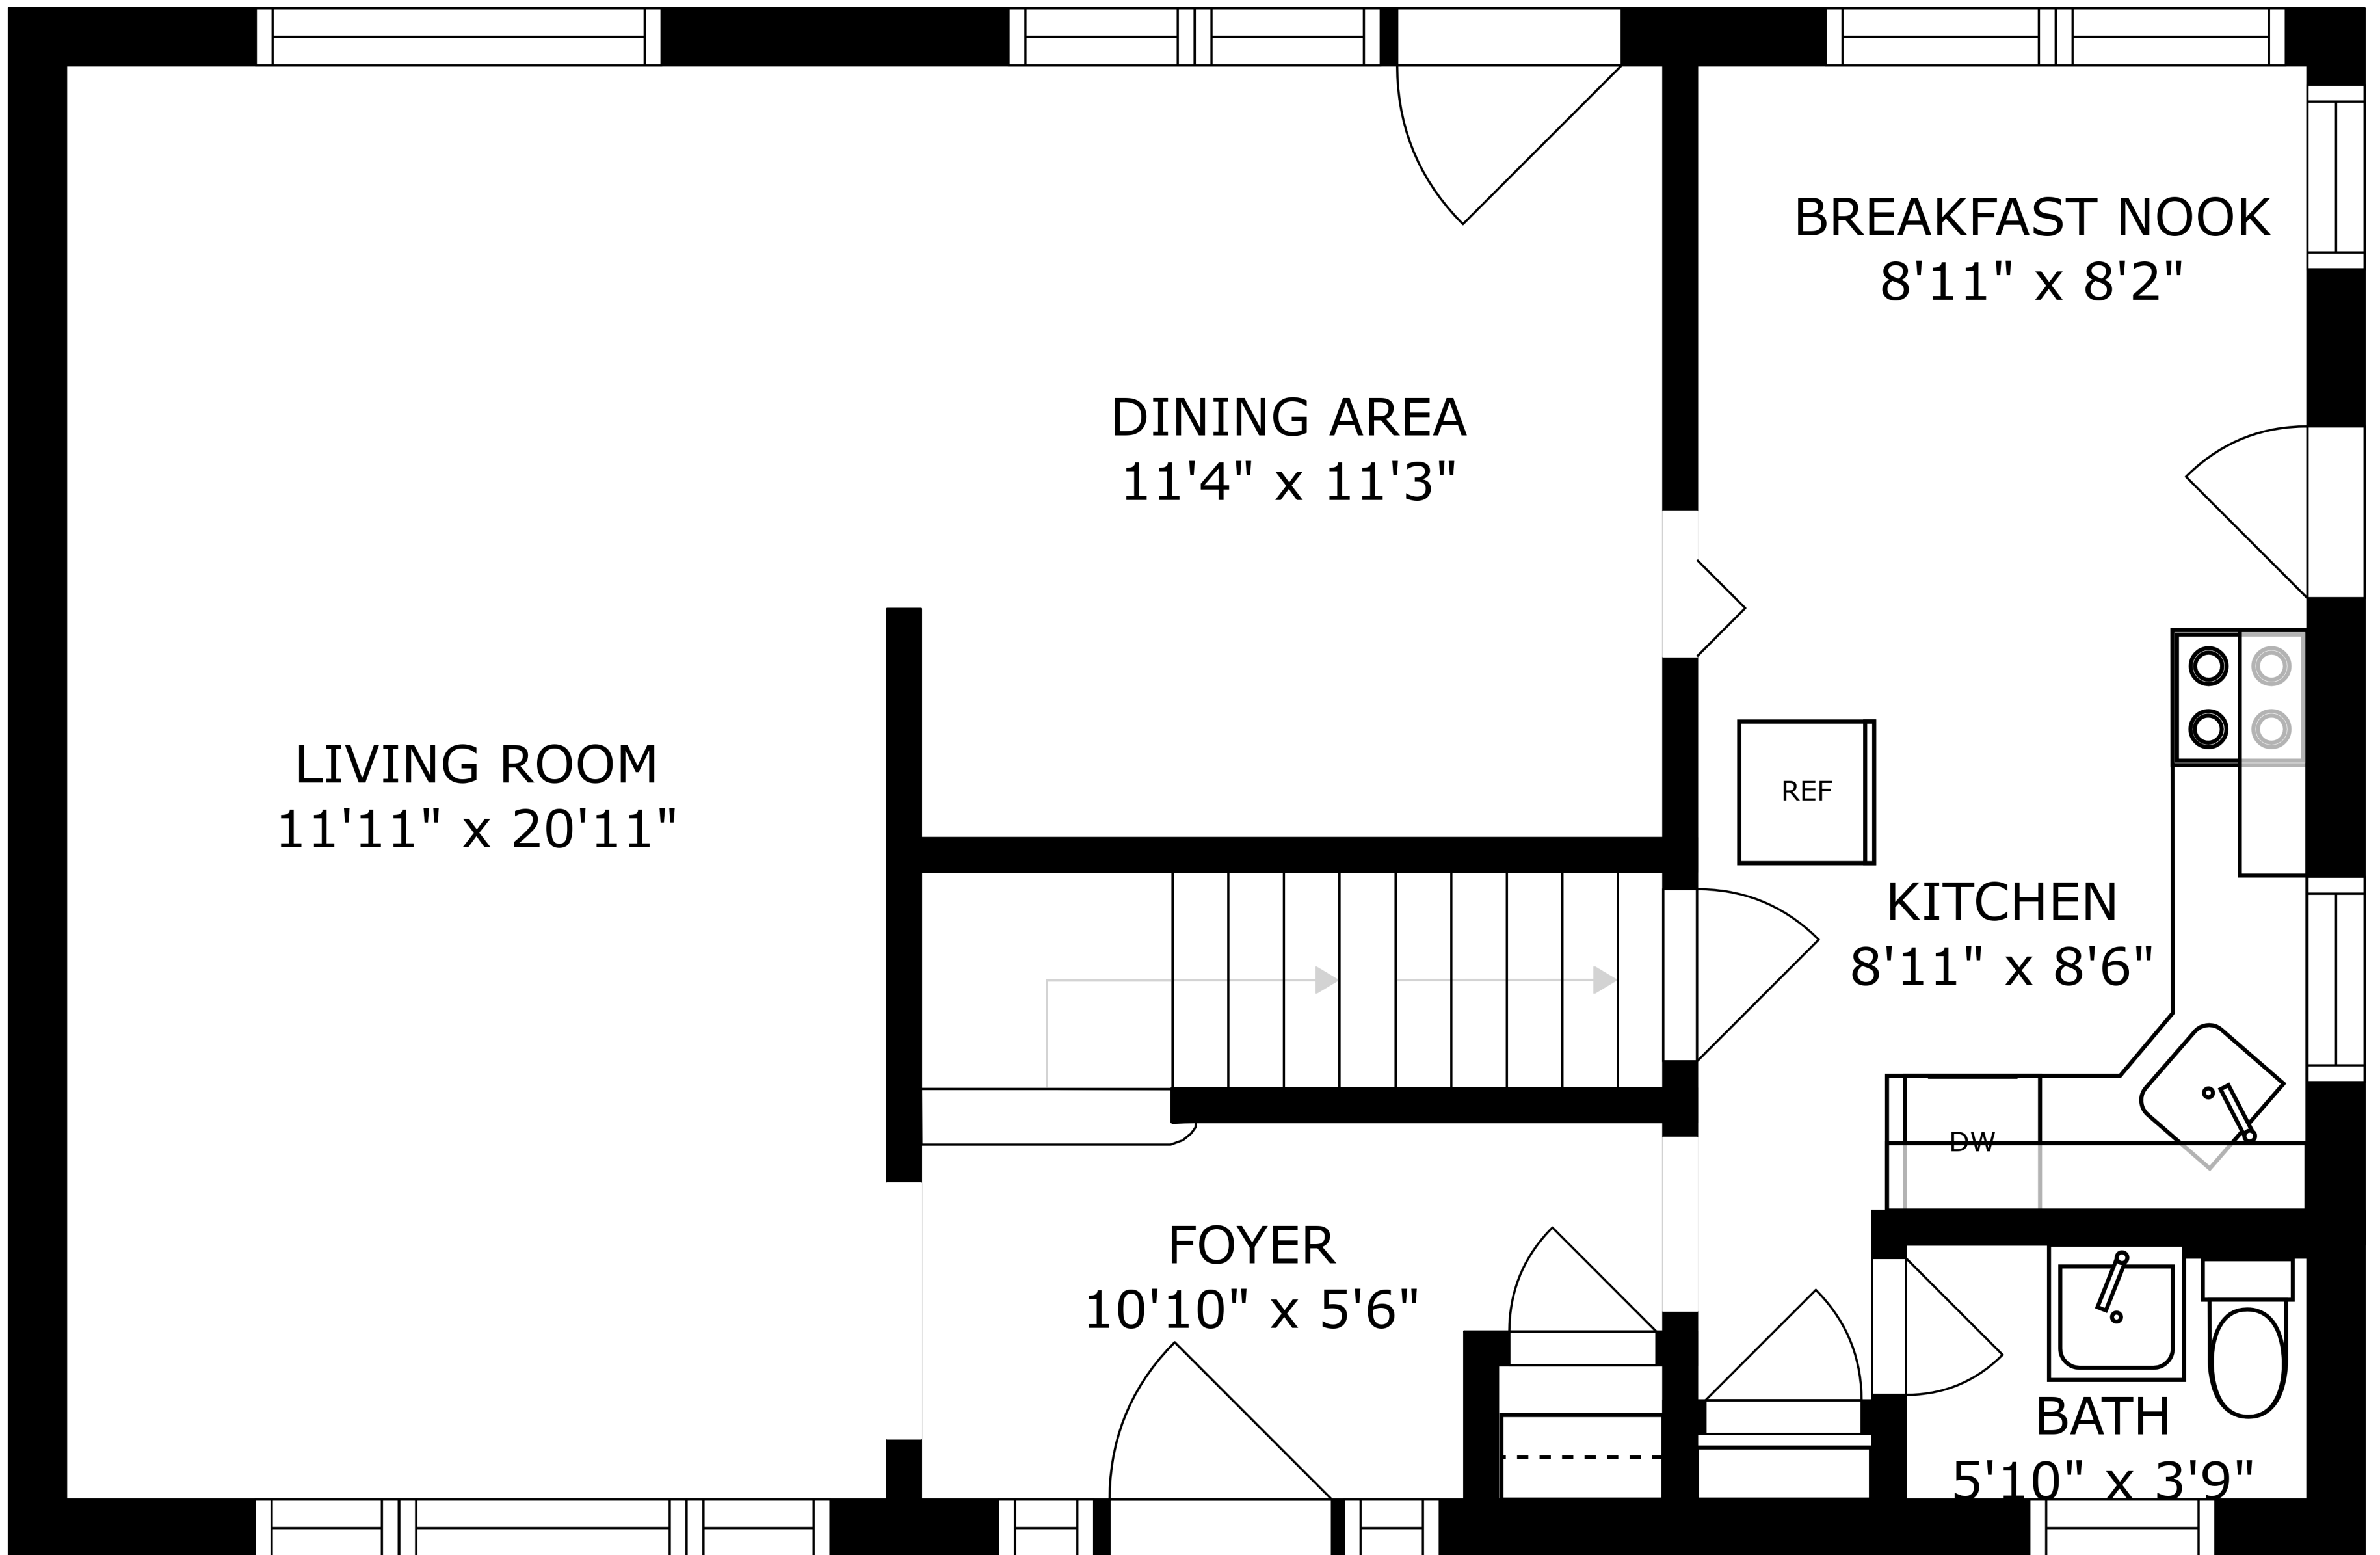 BREAKFAST NOOK
8'11" x 8'2"
DINING AREA
11'4" x 11'3"
LIVING ROOM
11'11" x 20'11"
REF
KITCHEN
8'11" x 8'6"
DW
FOYER
10'10" x 5'6"
BATH
5'10" x 3'9"